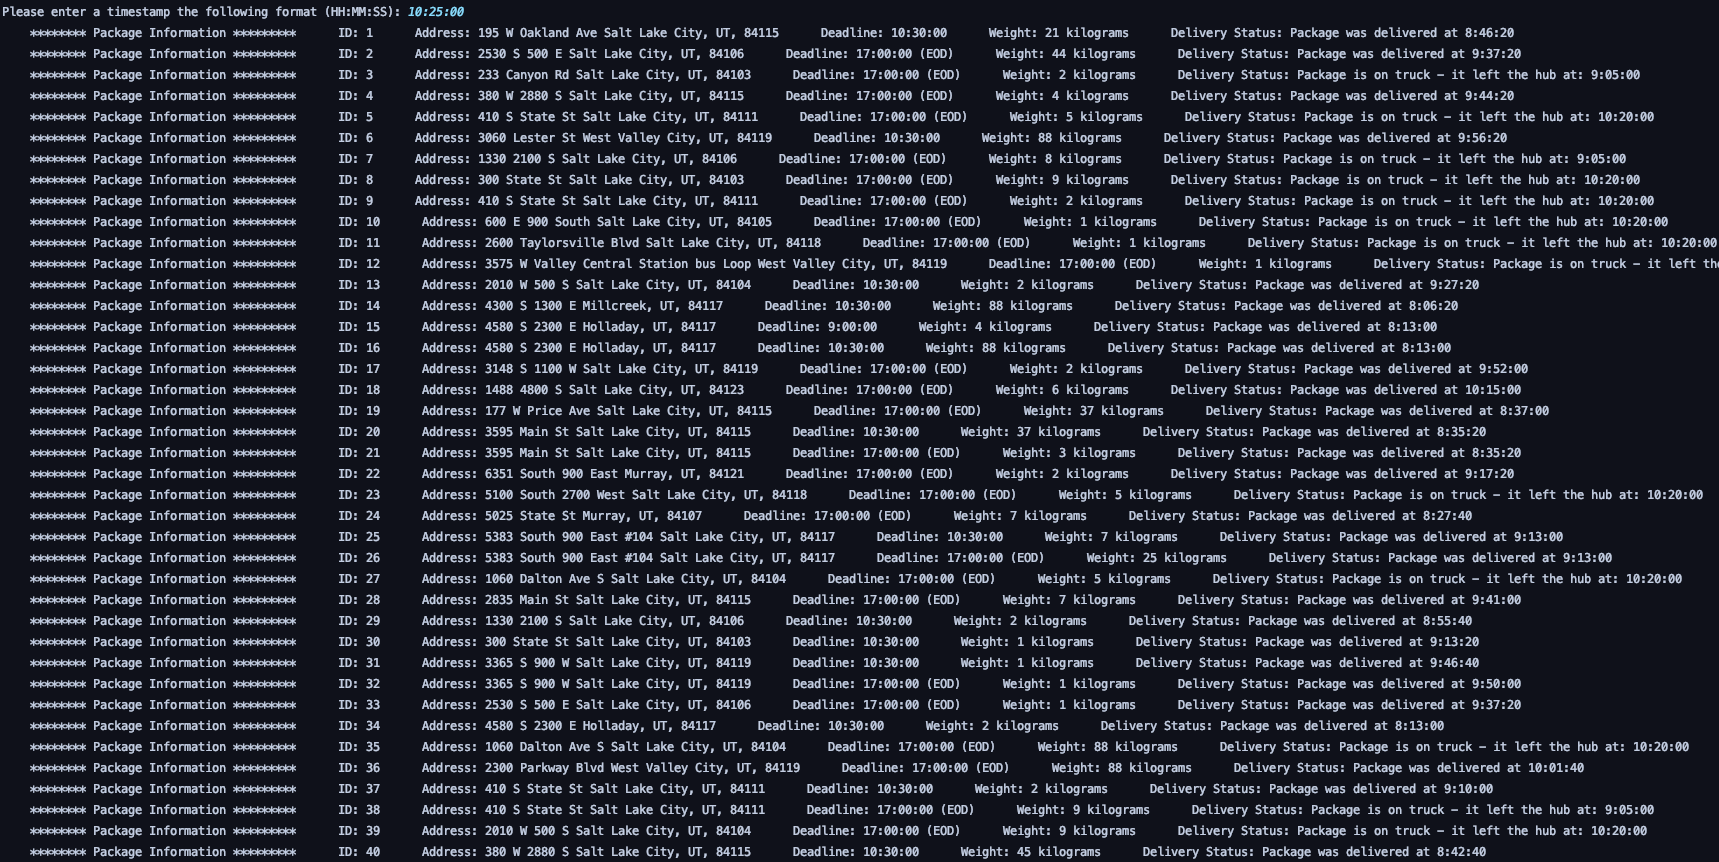 Please enter a timestamp the following format (HH:MM:SS): 10:25:00
******** Package Information ********* ID: 1 Address: 195 W Oakland Ave Salt Lake City, UT, 84115 Deadline: 10:30:00 Weight: 21 kilograms Delivery Status: Package was delivered at 8:46:20
******** Package Information ********* ID: 2 Address: 2530 S 500 E Salt Lake City, UT, 84106 Deadline: 17:00:00 (EOD) Weight: 44 kilograms Delivery Status: Package was delivered at 9:37:20
******** Package Information ********* ID: 3 Address: 233 Canyon Rd Salt Lake City, UT, 84103 Deadline: 17:00:00 (EOD) Weight: 2 kilograms Delivery Status: Package is on truck - it left the hub at: 9:05:00
******** Package Information ********* ID: 4 Address: 380 W 2880 S Salt Lake City, UT, 84115 Deadline: 17:00:00 (EOD) Weight: 4 kilograms Delivery Status: Package was delivered at 9:44:20
******** Package Information ********* ID: 5 Address: 410 S State St Salt Lake City, UT, 84111 Deadline: 17:00:00 (EOD) Weight: 5 kilograms Delivery Status: Package is on truck - it left the hub at: 10:20:00
******** Package Information ********* ID: 6 Address: 3060 Lester St West Valley City, UT, 84119 Deadline: 10:30:00 Weight: 88 kilograms Delivery Status: Package was delivered at 9:56:20
******** Package Information ********* ID: 7 Address: 1330 2100 S Salt Lake City, UT, 84106 Deadline: 17:00:00 (EOD) Weight: 8 kilograms Delivery Status: Package is on truck - it left the hub at: 9:05:00
******** Package Information ********* ID: 8 Address: 300 State St Salt Lake City, UT, 84103 Deadline: 17:00:00 (EOD) Weight: 9 kilograms Delivery Status: Package is on truck - it left the hub at: 10:20:00
******** Package Information ********* ID: 9 Address: 410 S State St Salt Lake City, UT, 84111 Deadline: 17:00:00 (EOD) Weight: 2 kilograms Delivery Status: Package is on truck - it left the hub at: 10:20:00
******** Package Information ********* ID: 10 Address: 600 E 900 South Salt Lake City, UT, 84105 Deadline: 17:00:00 (EOD) Weight: 1 kilograms Delivery Status: Package is on truck - it left the hub at: 10:20:00
******** Package Information ********* ID: 11 Address: 2600 Taylorsville Blvd Salt Lake City, UT, 84118 Deadline: 17:00:00 (EOD) Weight: 1 kilograms Delivery Status: Package is on truck - it left the hub at: 10:20:00
******** Package Information ********* ID: 12 Address: 3575 W Valley Central Station bus Loop West Valley City, UT, 84119 Deadline: 17:00:00 (EOD) Weight: 1 kilograms Delivery Status: Package is on truck - it left
******** Package Information ********* ID: 13 Address: 2010 W 500 S Salt Lake City, UT, 84104 Deadline: 10:30:00 Weight: 2 kilograms Delivery Status: Package was delivered at 9:27:20
******** Package Information ********* ID: 14 Address: 4300 S 1300 E Millcreek, UT, 84117 Deadline: 10:30:00 Weight: 88 kilograms Delivery Status: Package was delivered at 8:06:20
******** Package Information ********* ID: 15 Address: 4580 S 2300 E Holladay, UT, 84117 Deadline: 9:00:00 Weight: 4 kilograms Delivery Status: Package was delivered at 8:13:00
******** Package Information ********* ID: 16 Address: 4580 S 2300 E Holladay, UT, 84117 Deadline: 10:30:00 Weight: 88 kilograms Delivery Status: Package was delivered at 8:13:00
******** Package Information ********* ID: 17 Address: 3148 S 1100 W Salt Lake City, UT, 84119 Deadline: 17:00:00 (EOD) Weight: 2 kilograms Delivery Status: Package was delivered at 9:52:00
******** Package Information ********* ID: 18 Address: 1488 4800 S Salt Lake City, UT, 84123 Deadline: 17:00:00 (EOD) Weight: 6 kilograms Delivery Status: Package was delivered at 10:15:00
******** Package Information ********* ID: 19 Address: 177 W Price Ave Salt Lake City, UT, 84115 Deadline: 17:00:00 (EOD) Weight: 37 kilograms Delivery Status: Package was delivered at 8:37:00
******** Package Information ********* ID: 20 Address: 3595 Main St Salt Lake City, UT, 84115 Deadline: 10:30:00 Weight: 37 kilograms Delivery Status: Package was delivered at 8:35:20
******** Package Information ********* ID: 21 Address: 3595 Main St Salt Lake City, UT, 84115 Deadline: 17:00:00 (EOD) Weight: 3 kilograms Delivery Status: Package was delivered at 8:35:20
******** Package Information ********* ID: 22 Address: 6351 South 900 East Murray, UT, 84121 Deadline: 17:00:00 (EOD) Weight: 2 kilograms Delivery Status: Package was delivered at 9:17:20
******** Package Information ********* ID: 23 Address: 5100 South 2700 West Salt Lake City, UT, 84118 Deadline: 17:00:00 (EOD) Weight: 5 kilograms Delivery Status: Package is on truck - it left the hub at: 10:20:00
******** Package Information ********* ID: 24 Address: 5025 State St Murray, UT, 84107 Deadline: 17:00:00 (EOD) Weight: 7 kilograms Delivery Status: Package was delivered at 8:27:40
******** Package Information ********* ID: 25 Address: 5383 South 900 East #104 Salt Lake City, UT, 84117 Deadline: 10:30:00 Weight: 7 kilograms Delivery Status: Package was delivered at 9:13:00
******** Package Information ********* ID: 26 Address: 5383 South 900 East #104 Salt Lake City, UT, 84117 Deadline: 17:00:00 (EOD) Weight: 25 kilograms Delivery Status: Package was delivered at 9:13:00
******** Package Information ********* ID: 27 Address: 1060 Dalton Ave S Salt Lake City, UT, 84104 Deadline: 17:00:00 (EOD) Weight: 5 kilograms Delivery Status: Package is on truck - it left the hub at: 10:20:00
******** Package Information ********* ID: 28 Address: 2835 Main St Salt Lake City, UT, 84115 Deadline: 17:00:00 (EOD) Weight: 7 kilograms Delivery Status: Package was delivered at 9:41:00
******** Package Information ********* ID: 29 Address: 1330 2100 S Salt Lake City, UT, 84106 Deadline: 10:30:00 Weight: 2 kilograms Delivery Status: Package was delivered at 8:55:40
******** Package Information ********* ID: 30 Address: 300 State St Salt Lake City, UT, 84103 Deadline: 10:30:00 Weight: 1 kilograms Delivery Status: Package was delivered at 9:13:20
******** Package Information ********* ID: 31 Address: 3365 S 900 W Salt Lake City, UT, 84119 Deadline: 10:30:00 Weight: 1 kilograms Delivery Status: Package was delivered at 9:46:40
******** Package Information ********* ID: 32 Address: 3365 S 900 W Salt Lake City, UT, 84119 Deadline: 17:00:00 (EOD) Weight: 1 kilograms Delivery Status: Package was delivered at 9:50:00
******** Package Information ********* ID: 33 Address: 2530 S 500 E Salt Lake City, UT, 84106 Deadline: 17:00:00 (EOD) Weight: 1 kilograms Delivery Status: Package was delivered at 9:37:20
******** Package Information ********* ID: 34 Address: 4580 S 2300 E Holladay, UT, 84117 Deadline: 10:30:00 Weight: 2 kilograms Delivery Status: Package was delivered at 8:13:00
******** Package Information ********* ID: 35 Address: 1060 Dalton Ave S Salt Lake City, UT, 84104 Deadline: 17:00:00 (EOD) Weight: 88 kilograms Delivery Status: Package is on truck - it left the hub at: 10:20:00
******** Package Information ********* ID: 36 Address: 2300 Parkway Blvd West Valley City, UT, 84119 Deadline: 17:00:00 (EOD) Weight: 88 kilograms Delivery Status: Package was delivered at 10:01:40
******** Package Information ********* ID: 37 Address: 410 S State St Salt Lake City, UT, 84111 Deadline: 10:30:00 Weight: 2 kilograms Delivery Status: Package was delivered at 9:10:00
******** Package Information ********* ID: 38 Address: 410 S State St Salt Lake City, UT, 84111 Deadline: 17:00:00 (EOD) Weight: 9 kilograms Delivery Status: Package is on truck - it left the hub at: 9:05:00
******** Package Information ********* ID: 39 Address: 2010 W 500 S Salt Lake City, UT, 84104 Deadline: 17:00:00 (EOD) Weight: 9 kilograms Delivery Status: Package is on truck - it left the hub at: 10:20:00
******** Package Information ********* ID: 40 Address: 380 W 2880 S Salt Lake City, UT, 84115 Deadline: 10:30:00 Weight: 45 kilograms Delivery Status: Package was delivered at 8:42:40